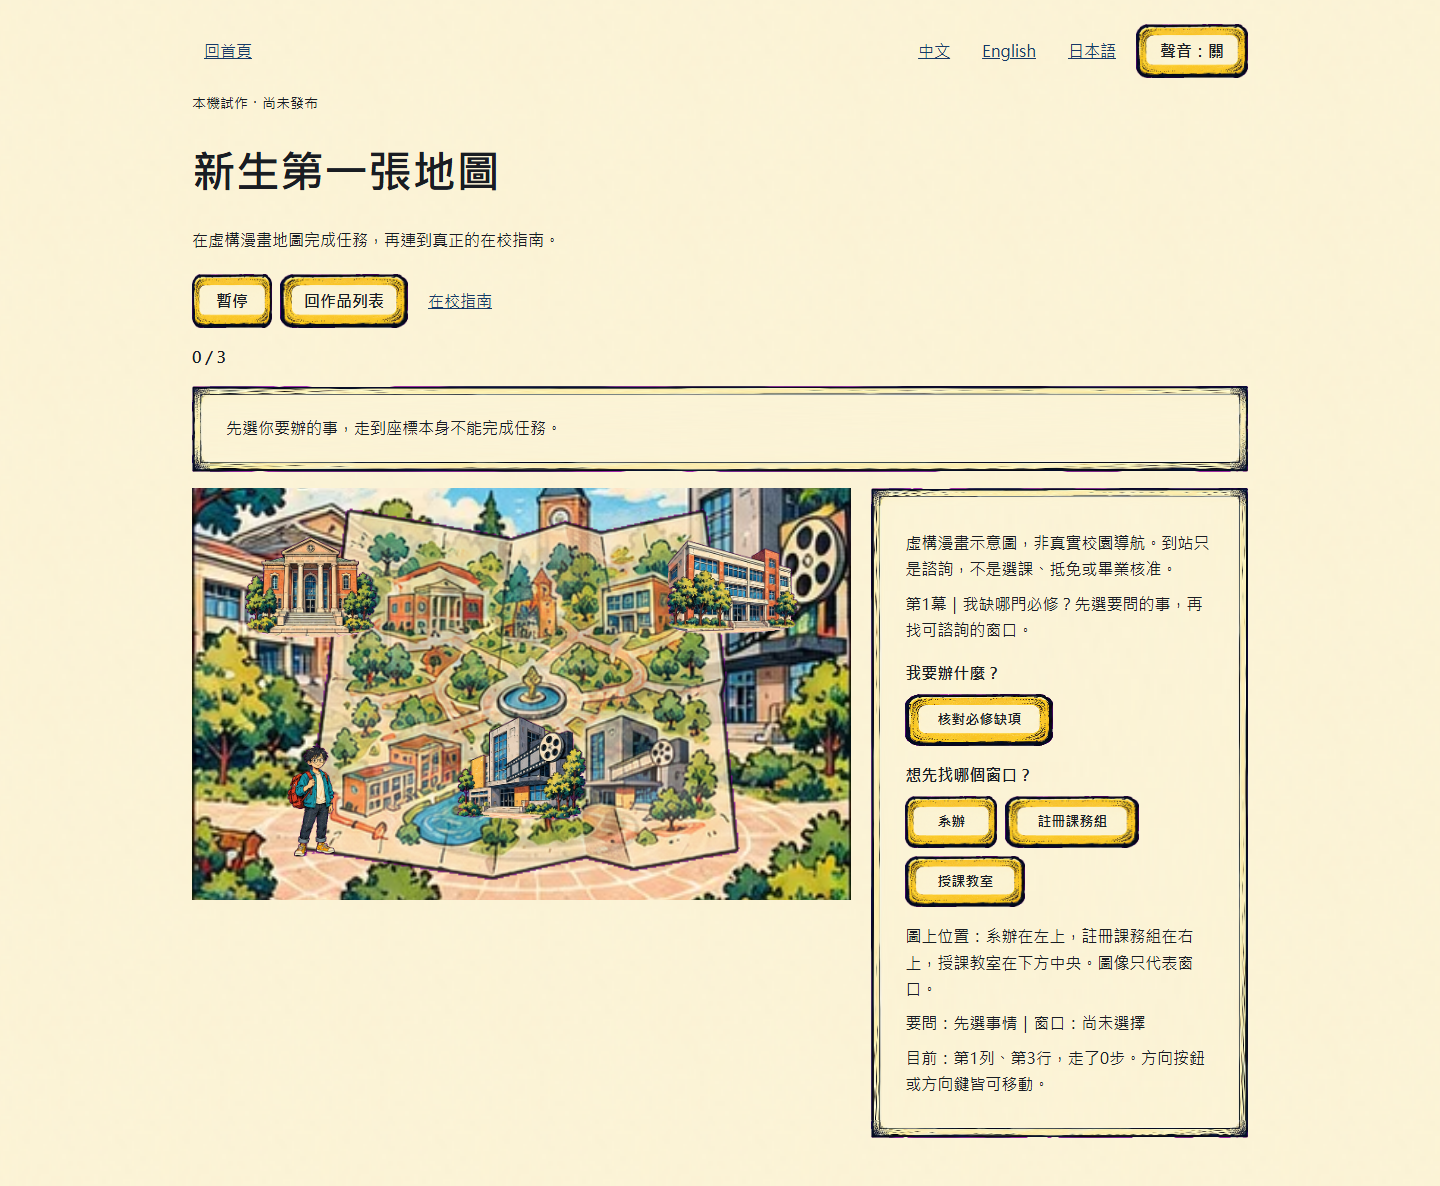 回首頁
中文
English
日本語
聲音：關
本機試作・尚未發布
新生第一張地圖
在虛構漫畫地圖完成任務，再連到真正的在校指南。
暫停
回作品列表
在校指南
0 / 3
先選你要辦的事，走到座標本身不能完成任務。
虛構漫畫示意圖，非真實校園導航。到站只
是諮詢，不是選課、抵免或畢業核准。
第1幕｜我缺哪門必修？先選要問的事，再
找可諮詢的窗口。
我要辦什麼？
核對必修缺項
想先找哪個窗口？
系辦
註冊課務組
授課教室
圖上位置：系辦在左上，註冊課務組在右
上，授課教室在下方中央。圖像只代表窗
口。
要問：先選事情｜窗口：尚未選擇
目前：第1列、第3行，走了0步。方向按鈕
或方向鍵皆可移動。